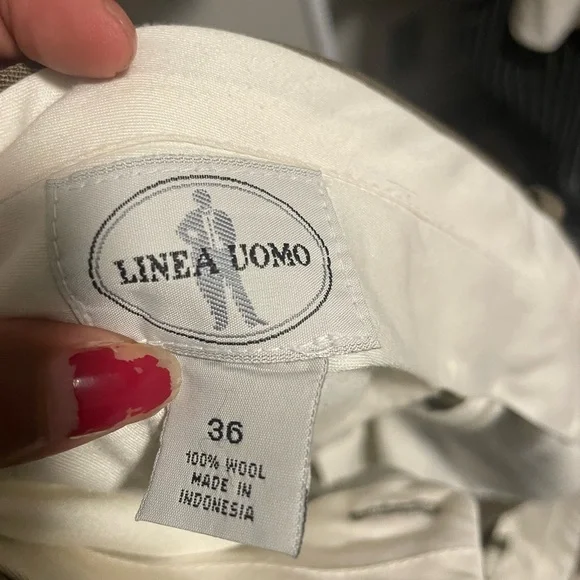 LINEA UOMO
36
100% WOOL
MADE IN
INDONESIA